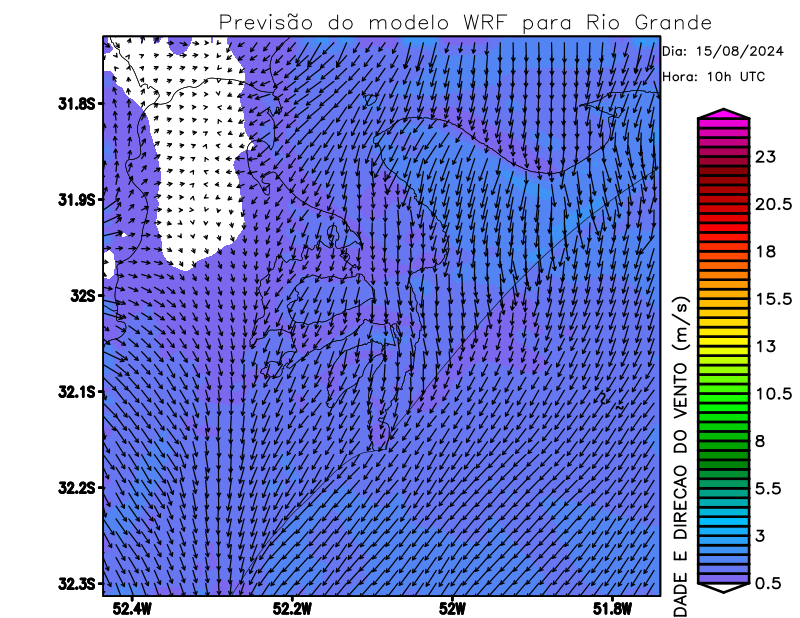 Previsão do modelo WRF para Rio Grande
Dia: 15/08/2024
Hora: 10h UTC
31.8S
31.9S
32S
32.1S
32.2S
32.3S
52.4W
52.2W
52W
51.8W
23
20.5
18
15.5
13
10.5
8
5.5
3
0.5
DADE E DIRECAO DO VENTO (m/s)